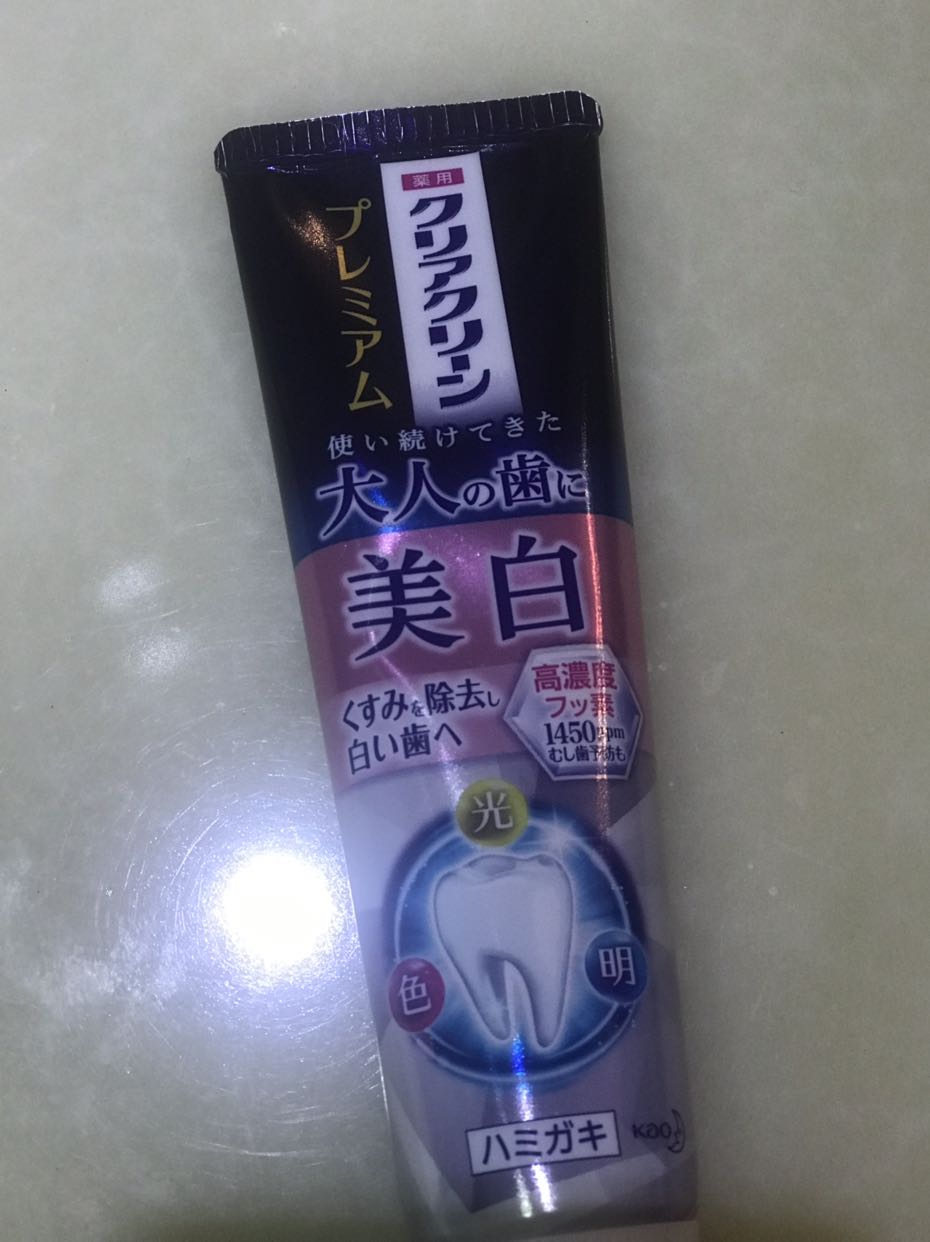 薬用
クリアクリーン
プレミアム
使い続けてきた
大人の歯に
美白
くすみを除去し
白い歯へ
高濃度
フッ素
1450ppm
むし歯予防も
光
色
明
ハミガキ
Kao